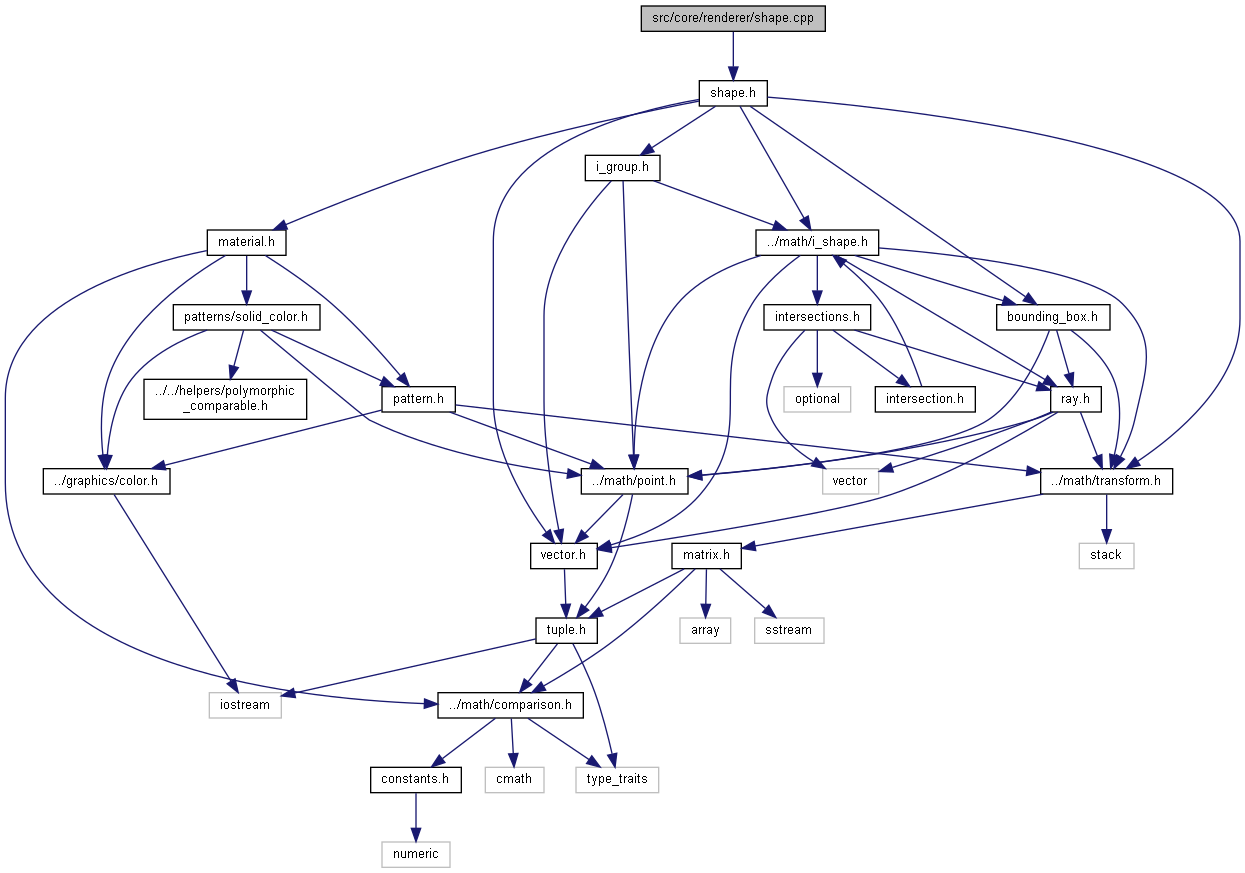 src/core/renderer/shape.cpp
shape.h
i_group.h
material.h
../math/i_shape.h
patterns/solid_color.h
intersections.h
bounding_box.h
../../helpers/polymorphic
_comparable.h
pattern.h
optional
intersection.h
ray.h
../graphics/color.h
../math/point.h
vector
../math/transform.h
vector.h
matrix.h
stack
tuple.h
array
sstream
iostream
../math/comparison.h
constants.h
cmath
type_traits
numeric